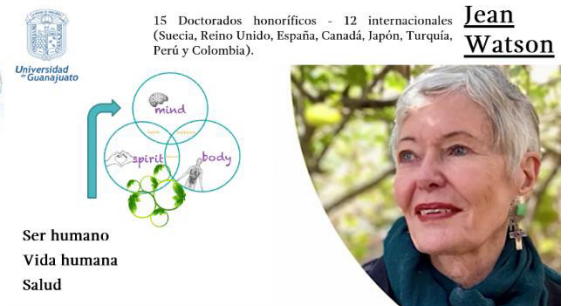 15 Doctorados honoríficos - 12 internacionales
(Suecia, Reino Unido, España, Canadá, Japón, Turquía,
Perú y Colombia).
Jean
Watson
Universidad
de Guanajuato
mind
spirit
body
Ser humano
Vida humana
Salud